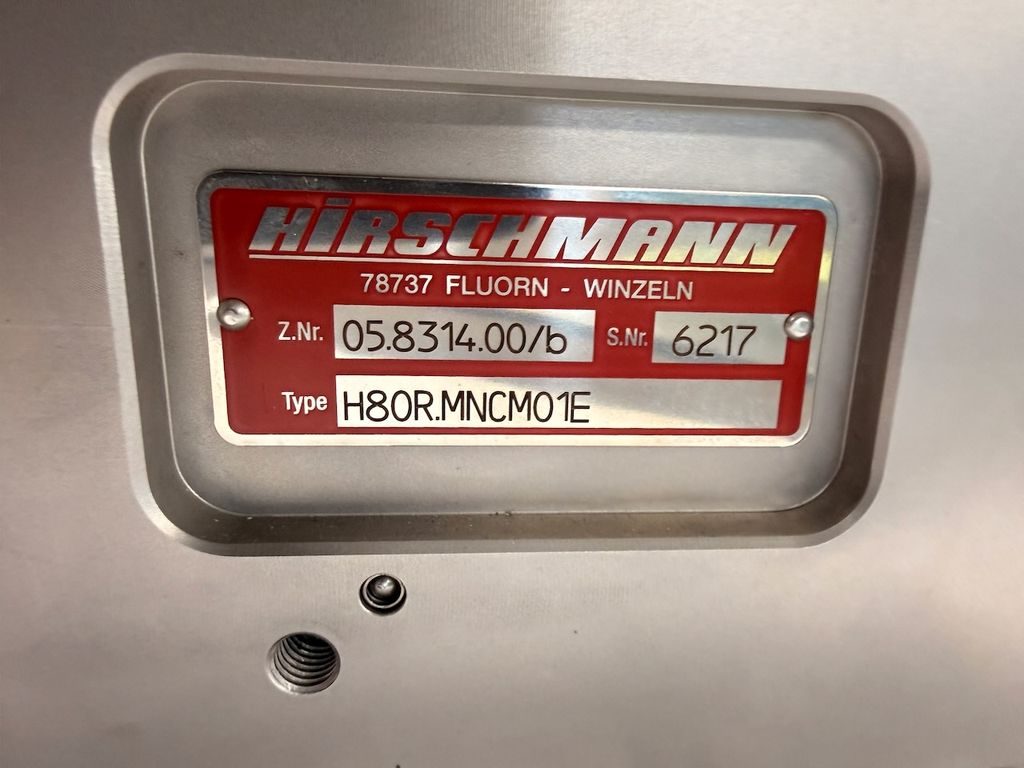 HiRSCHMANN
78737 FLUORN - WINZELN
Z.Nr. 05.8314.00/b S.Nr. 6217
Type H80R.MNCM01E